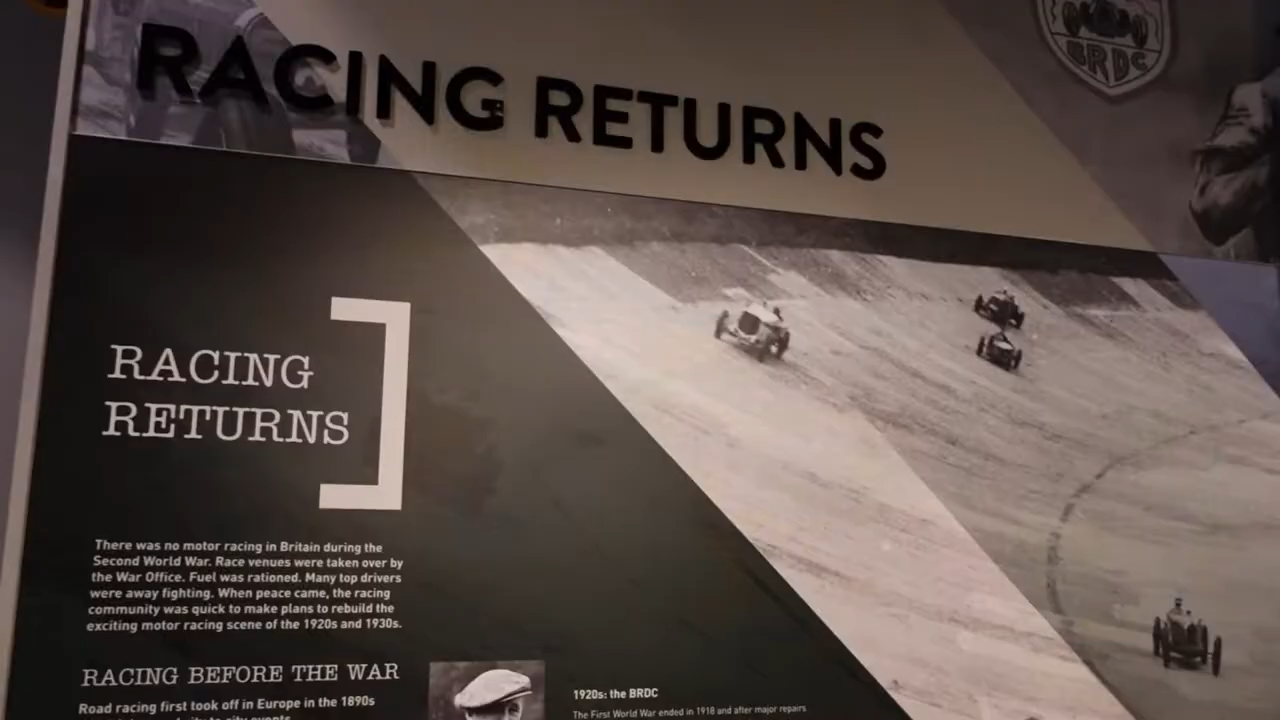 RACING RETURNS
BRDC
RACING
RETURNS
There was no motor racing in Britain during the
Second World War. Race venues were taken over by
the War Office. Fuel was rationed. Many top drivers
were away fighting. When peace came, the racing
community was quick to make plans to rebuild the
exciting motor racing scene of the 1920s and 1930s.
RACING BEFORE THE WAR
Road racing first took off in Europe in the 1890s
city events
1920s: the BRDC
The First World War ended in 1918 and after major repairs